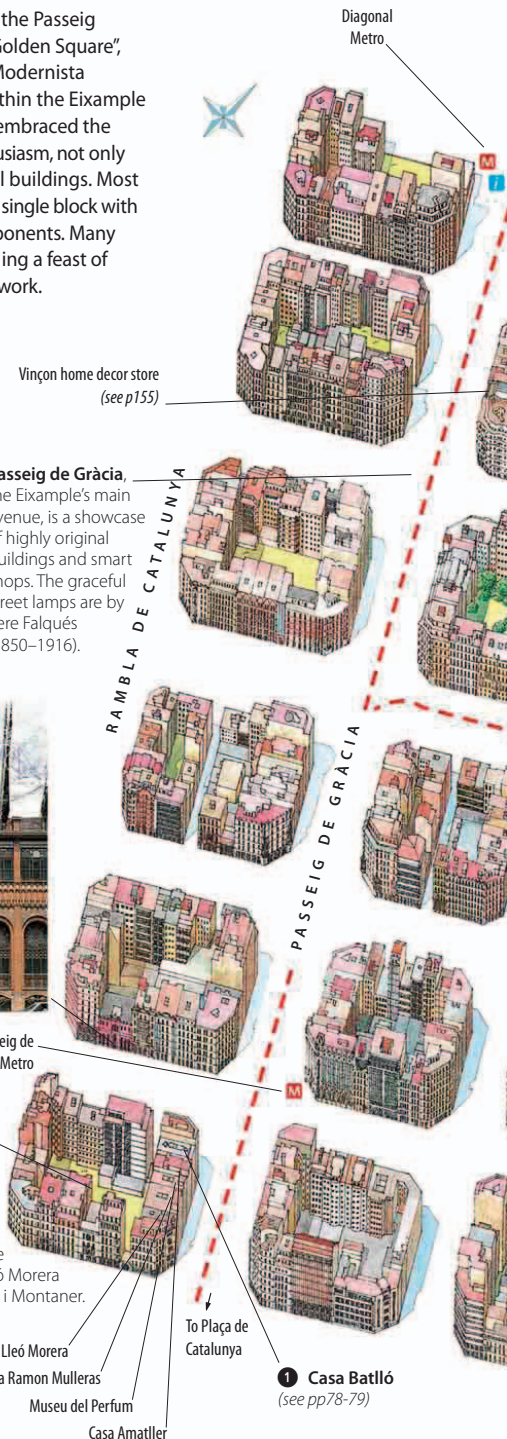 the Passeig
Golden Square",
Modernista
thin the Eixample
embraced the
usiasm, not only
l buildings. Most
single block with
ponents. Many
ing a feast of
work.
Diagonal
Metro
M
i
Vinçon home decor store
(see p155)
asseig de Gràcia,
he Eixample's main
venue, is a showcase
f highly original
uildings and smart
hops. The graceful
treet lamps are by
ere Falqués
850–1916).
RAMBLA DE CATALUNYA
PASSEIG DE GRÀCIA
eig de
Metro
M
e
ó Morera
i Montaner.
Lleó Morera
a Ramon Mulleras
Museu del Perfum
Casa Amatller
To Plaça de
Catalunya
1 Casa Batlló
(see pp78-79)